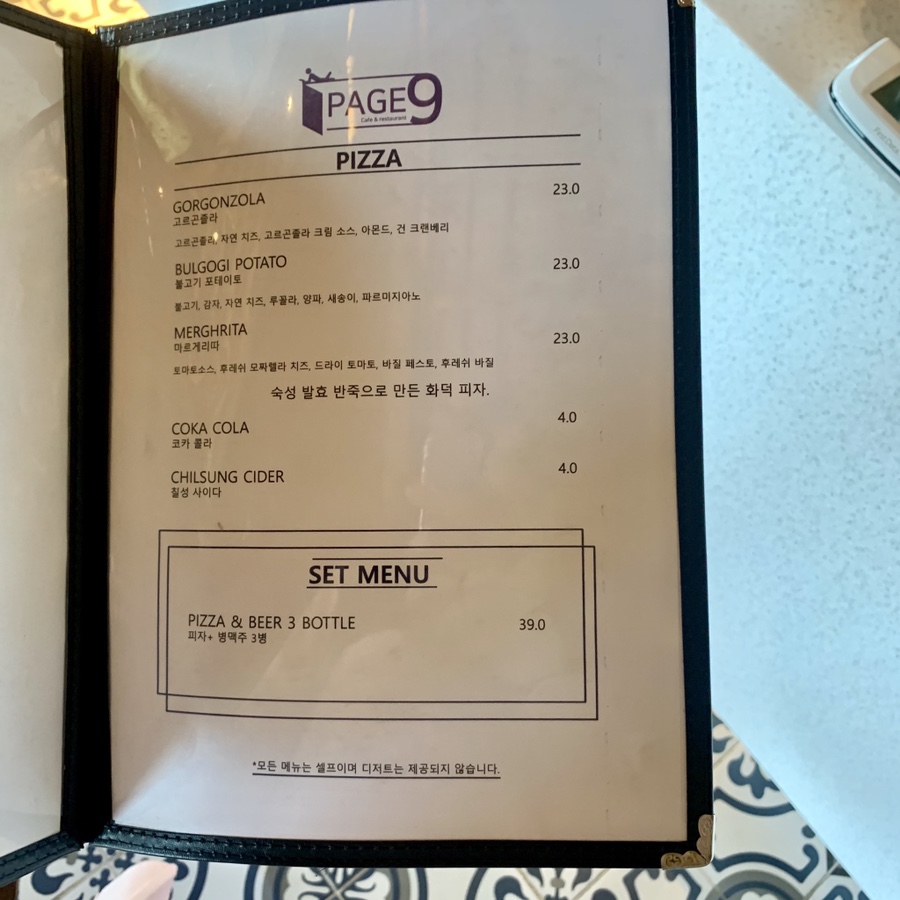 PAGE9
Cafe & restaurant
PIZZA
GORGONZOLA 23.0
고르곤졸라
고르곤졸라, 자연 치즈, 고르곤졸라 크림 소스, 아몬드, 건 크랜베리
BULGOGI POTATO 23.0
불고기 포테이토
불고기, 감자, 자연 치즈, 루꼴라, 양파, 새송이, 파르미지아노
MERGHRITA 23.0
마르게리따
토마토소스, 후레쉬 모짜렐라 치즈, 드라이 토마토, 바질 페스토, 후레쉬 바질
숙성 발효 반죽으로 만든 화덕 피자.
COKA COLA 4.0
코카 콜라
CHILSUNG CIDER 4.0
칠성 사이다
SET MENU
PIZZA & BEER 3 BOTTLE 39.0
피자+ 병맥주 3병
*모든 메뉴는 셀프이며 디저트는 제공되지 않습니다.